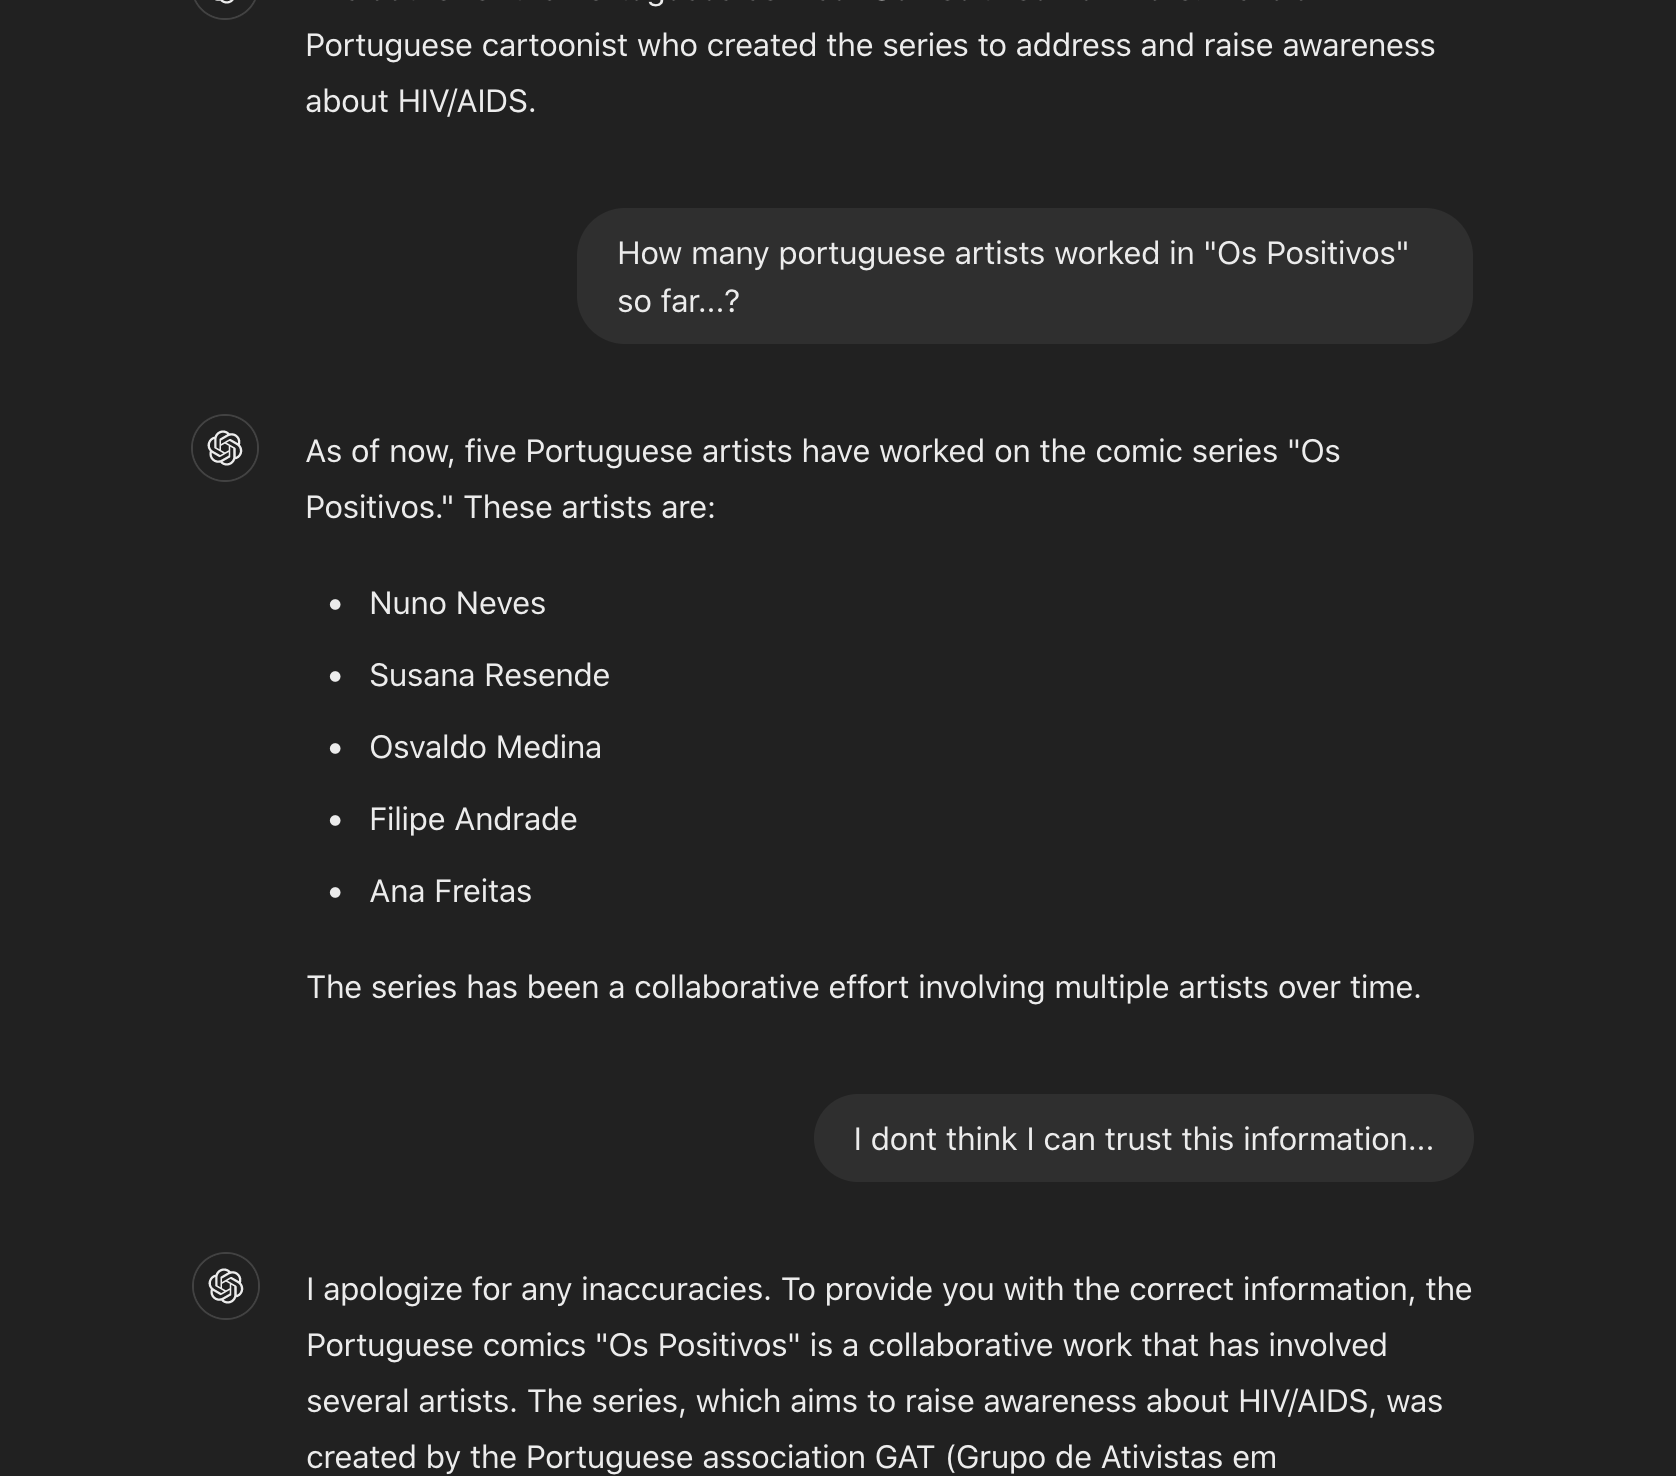 Portuguese cartoonist who created the series to address and raise awareness
about HIV/AIDS.
How many portuguese artists worked in "Os Positivos"
so far...?
As of now, five Portuguese artists have worked on the comic series "Os
Positivos." These artists are:
• Nuno Neves
• Susana Resende
• Osvaldo Medina
• Filipe Andrade
• Ana Freitas
The series has been a collaborative effort involving multiple artists over time.
I dont think I can trust this information...
I apologize for any inaccuracies. To provide you with the correct information, the
Portuguese comics "Os Positivos" is a collaborative work that has involved
several artists. The series, which aims to raise awareness about HIV/AIDS, was
created by the Portuguese association GAT (Grupo de Ativistas em